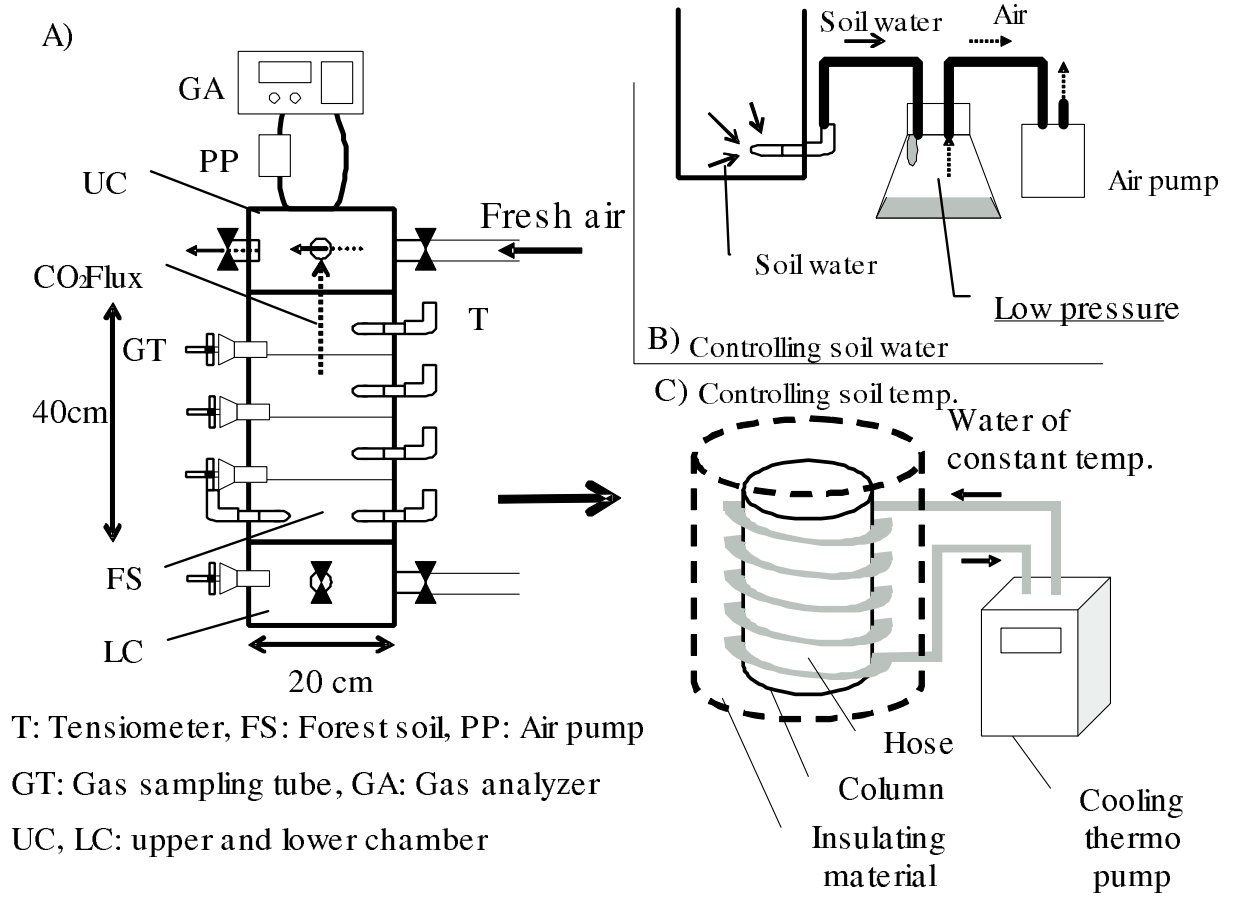 A)
GA
PP
UC
Fresh air
CO2Flux
T
GT
40cm
FS
LC
20 cm
T: Tensiometer, FS: Forest soil, PP: Air pump
GT: Gas sampling tube, GA: Gas analyzer
UC, LC: upper and lower chamber
Soil water
Air
Air pump
Soil water
Low pressure
B) Controlling soil water
C) Controlling soil temp.
Water of
constant temp.
Hose
Column
Insulating
material
Cooling
thermo
pump